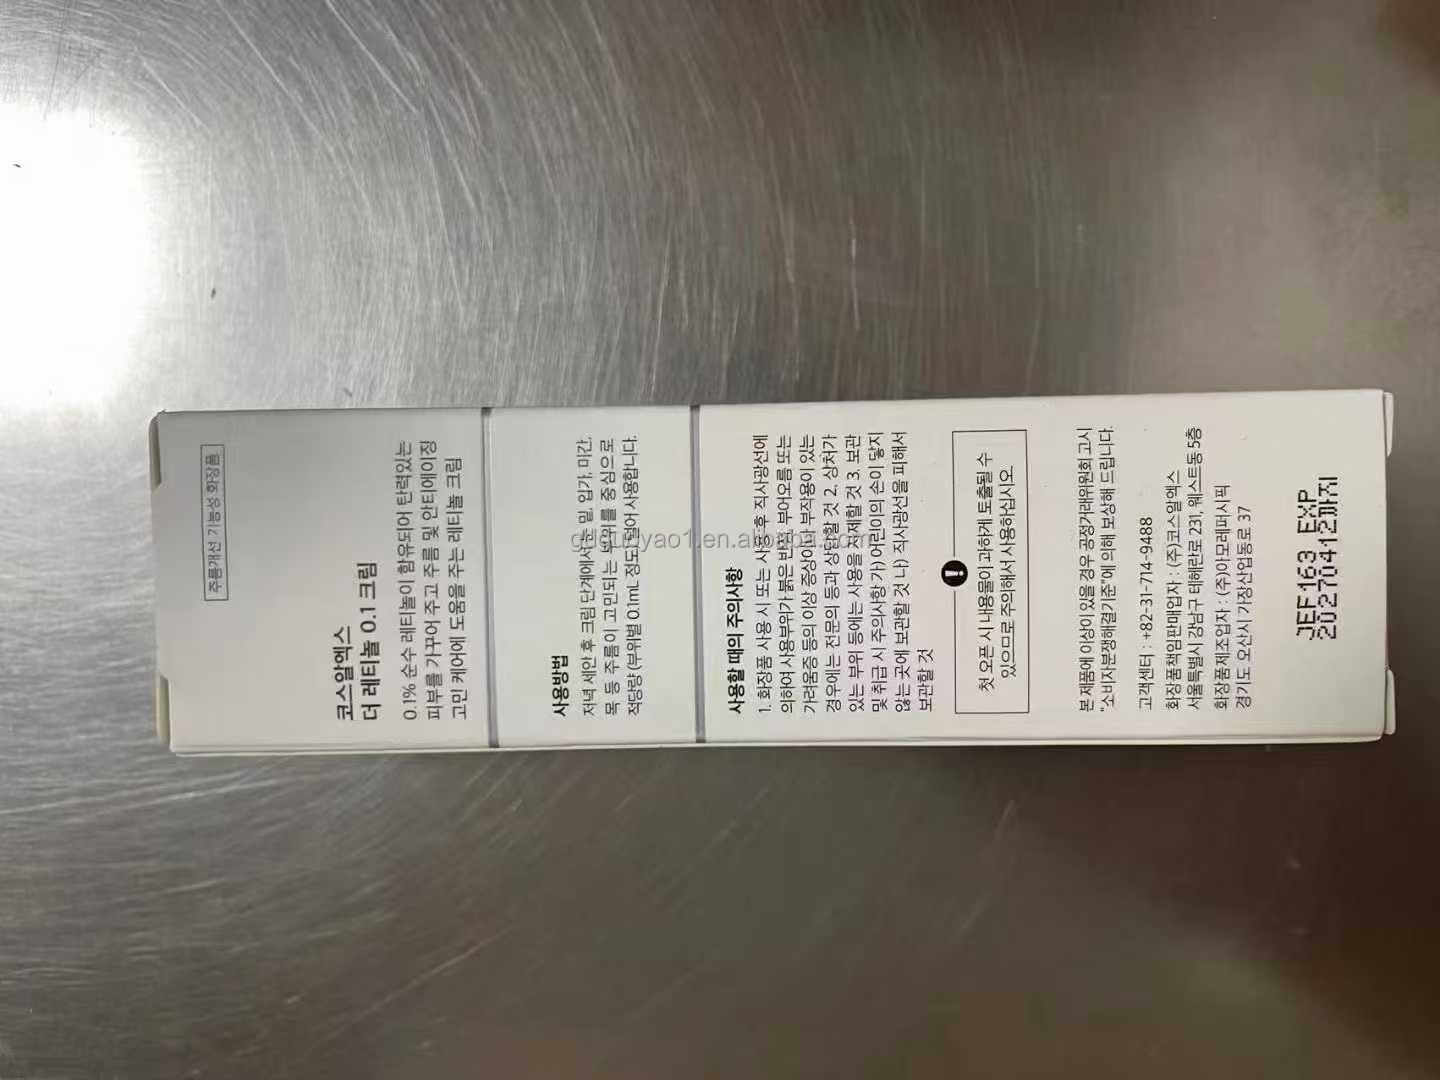 주름개선 기능성 화장품
코스알엑스
더 레티놀 0.1 크림
0.1% 순수 레티놀이 함유되어 탄력있는
피부를 가꾸어 주고 주름 및 안티에이징
고민 케어에 도움을 주는 레티놀 크림
사용방법
저녁 세안 후 크림 단계에서 눈 밑, 입가, 미간,
목 등 주름이 고민되는 부위를 중심으로
적당량 (부위별 0.1mL 정도) 덜어 사용합니다.
사용할 때의 주의사항
1. 화장품 사용 시 또는 사용 후 직사광선에
의하여 사용부위가 붉은 반점, 부어오름 또는
가려움증 등의 이상 증상이나 부작용이 있는
경우에는 전문의 등과 상담할 것 2. 상처가
있는 부위 등에는 사용을 자제할 것 3. 보관
및 취급 시 주의사항 가) 어린이의 손이 닿지
않는 곳에 보관할 것 나) 직사광선을 피해서
보관할 것
!
첫 오픈 시 내용물이 과하게 토출될 수
있으므로 주의해서 사용하십시오
본 제품에 이상이 있을 경우 공정거래위원회 고시
"소비자분쟁해결기준"에 의해 보상해 드립니다.
고객센터 : +82-31-714-9488
화장품책임판매업자 : (주)코스알엑스
서울특별시 강남구 테헤란로 231, 웨스트동 5층
화장품제조업자 : (주)아모레퍼시픽
경기도 오산시 가장산업동로 37
JEF163 EXP
20270412까지
gdguoyao1.en.alibaba.com